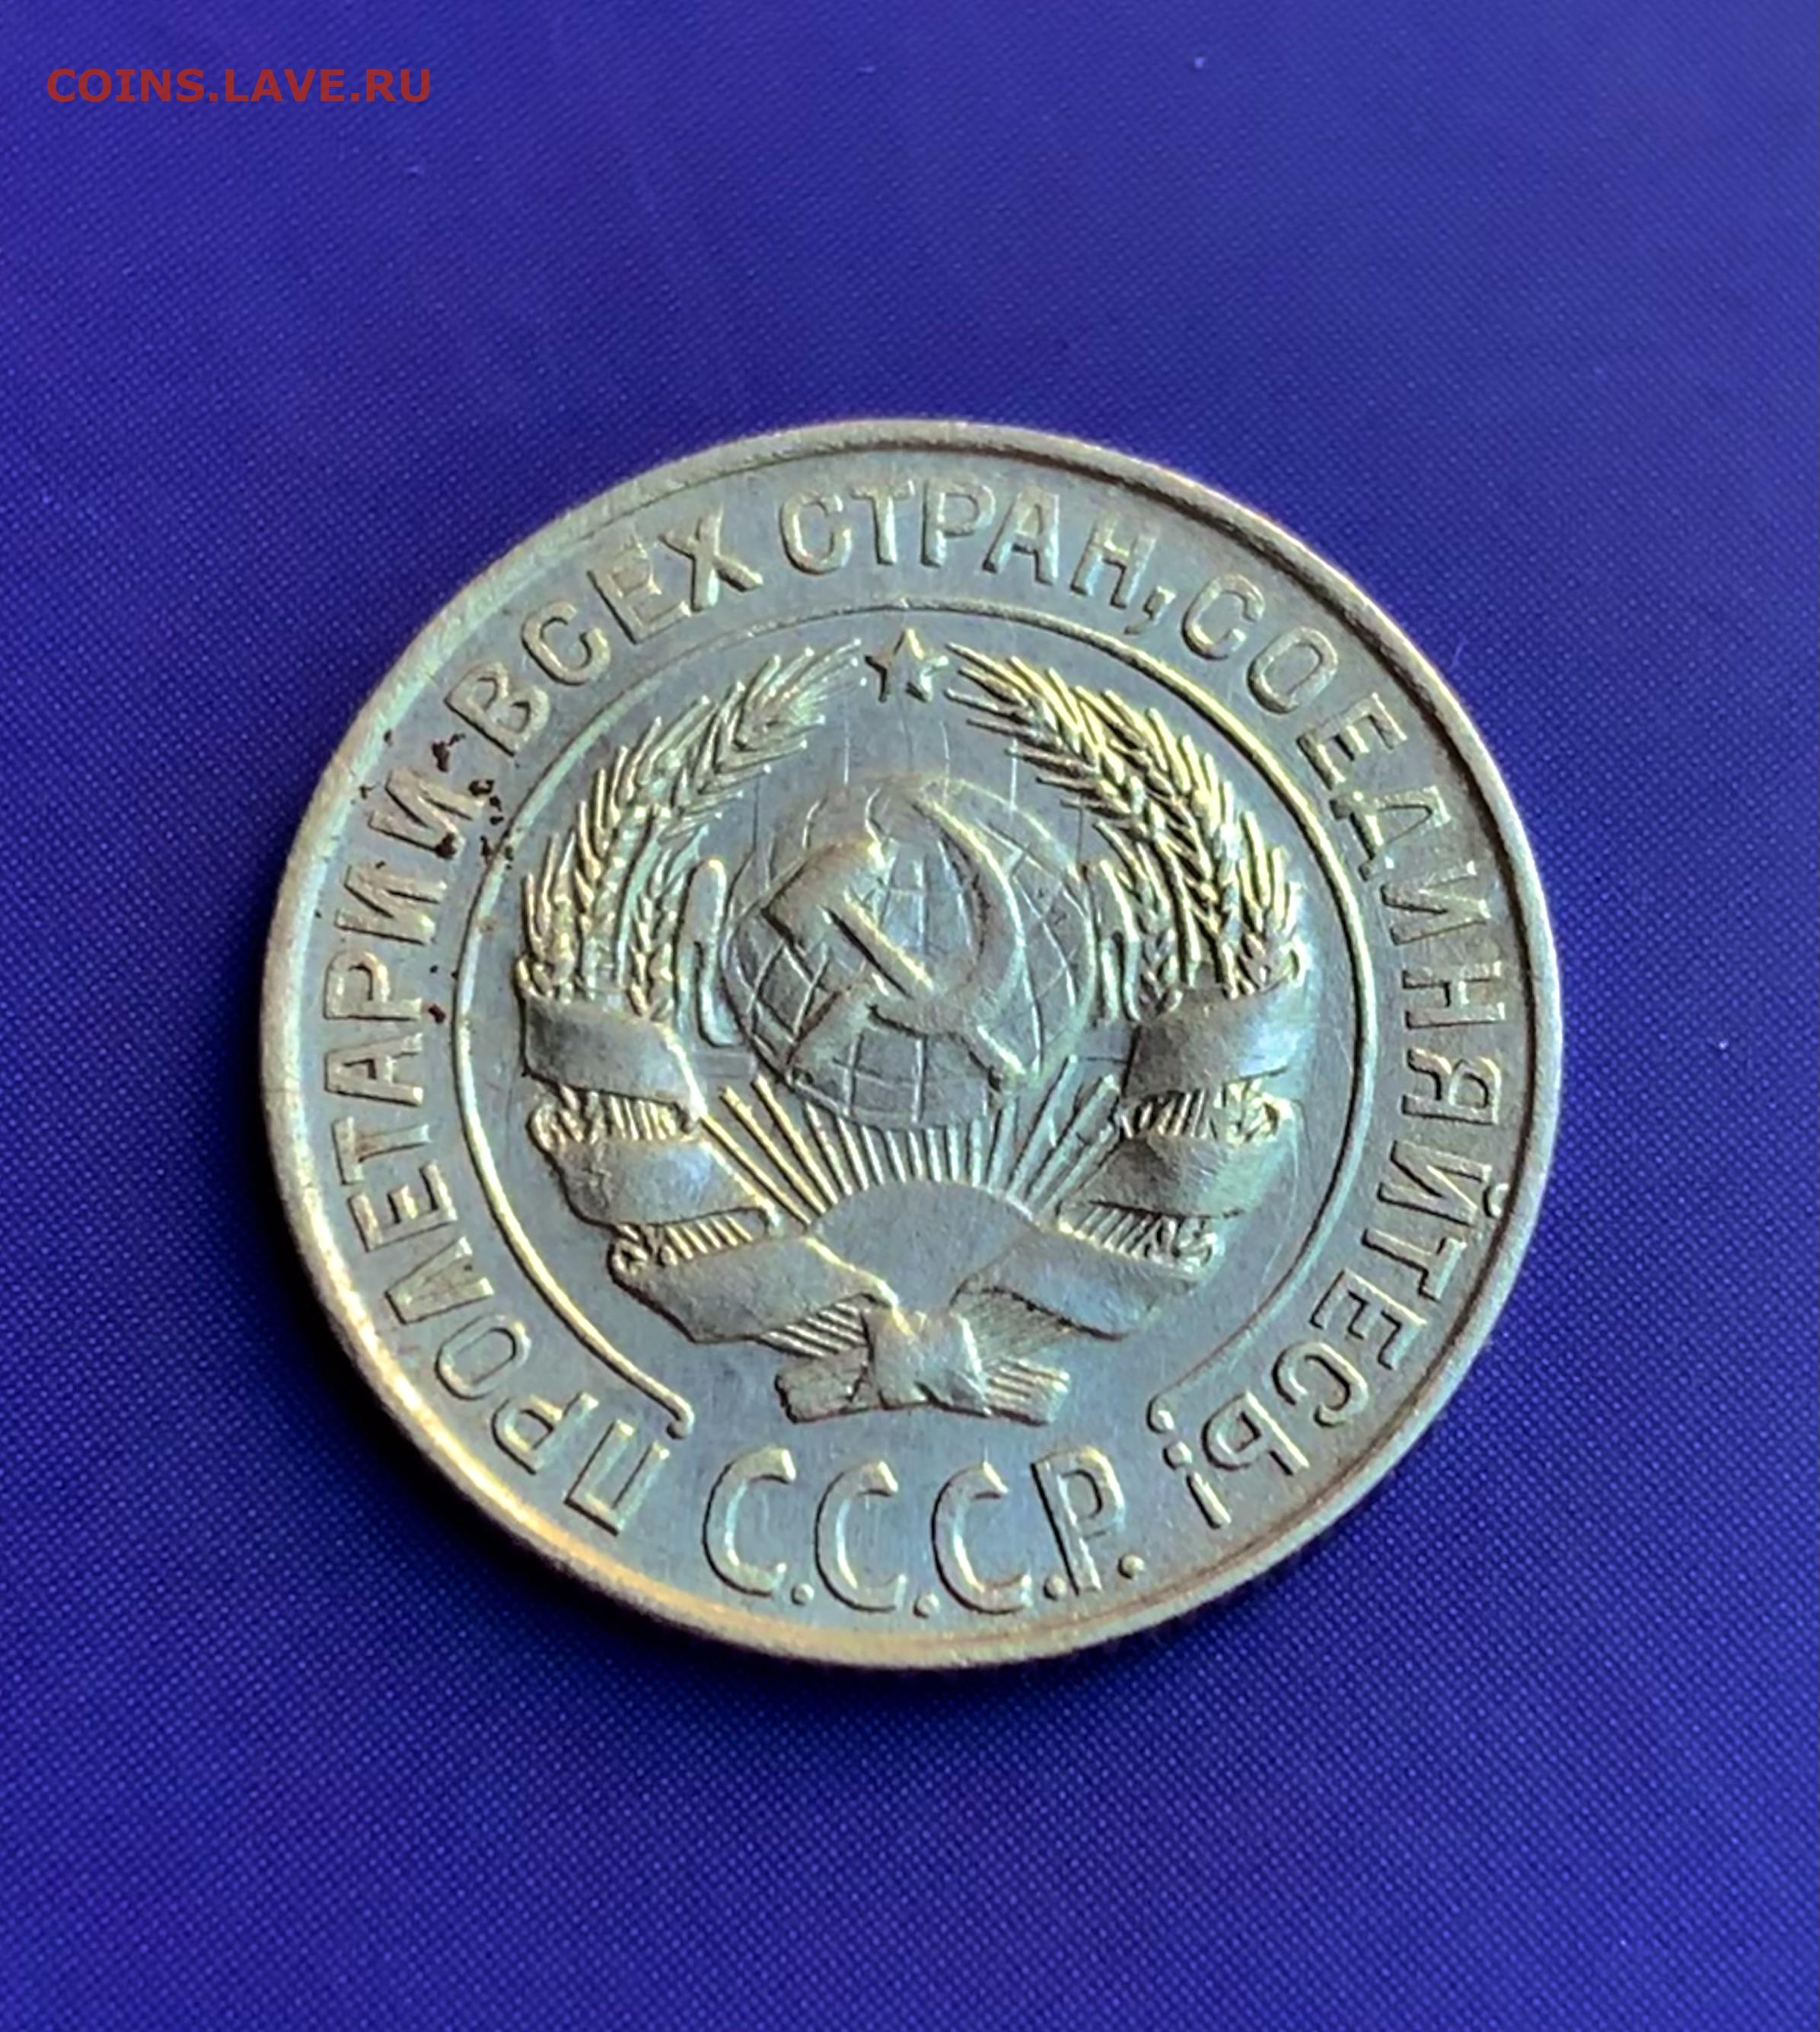 COINS.LAVE.RU
ПРОЛЕТАРИИ ВСЕХ СТРАН, СОЕДИНЯЙТЕСЬ!
С.С.С.Р.